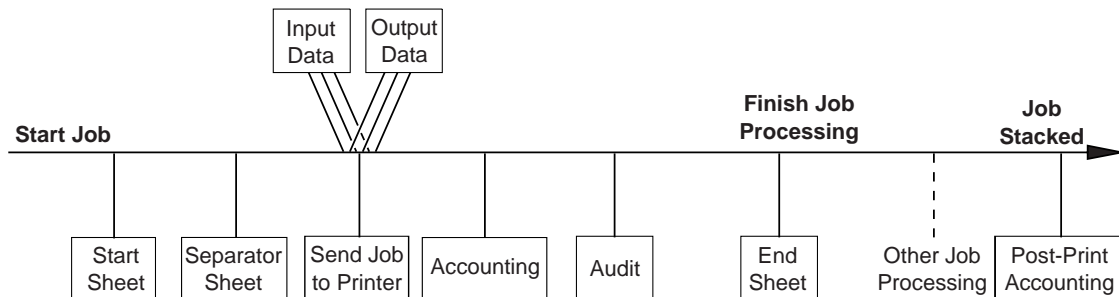 Input
Data
Output
Data
Start Job
Finish Job
Processing
Job
Stacked
Start
Sheet
Separator
Sheet
Send Job
to Printer
Accounting
Audit
End
Sheet
Other Job
Processing
Post-Print
Accounting